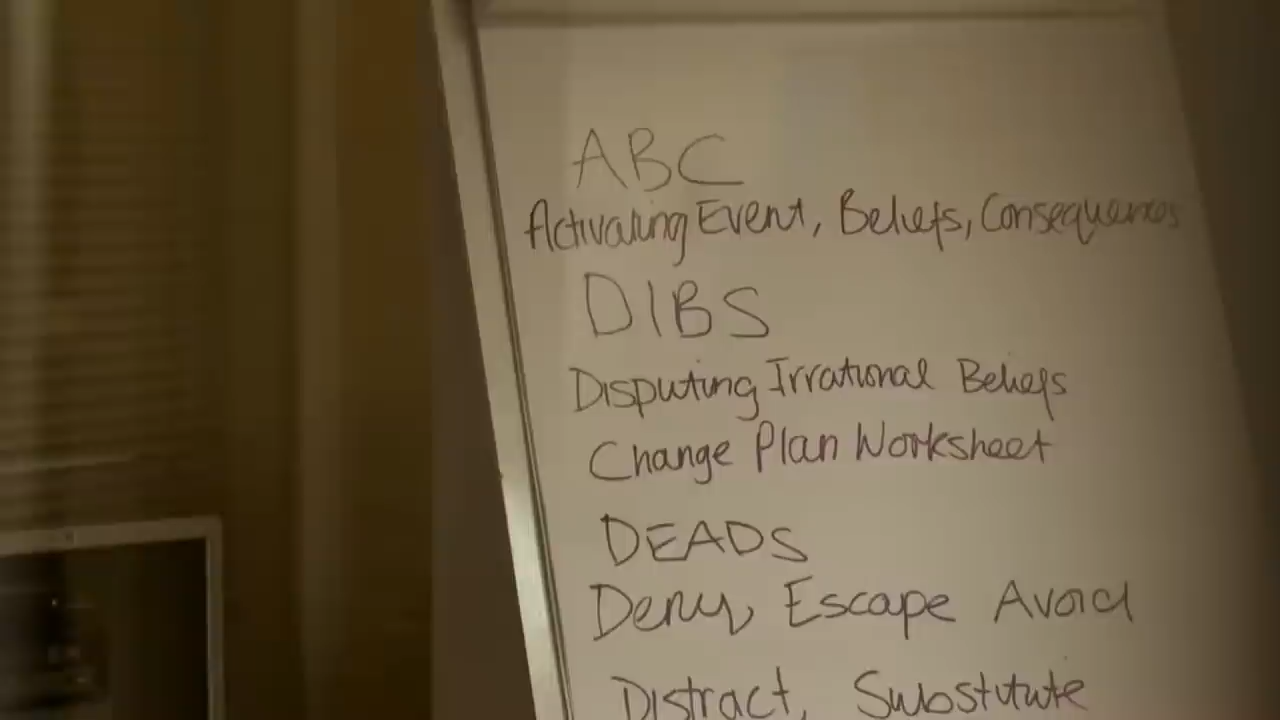 ABC
Activating Event, Beliefs, Consequences
DIBS
Disputing Irrational Beliefs
Change Plan Worksheet
DEADS
Deny, Escape Avoid
Distract, Substitute